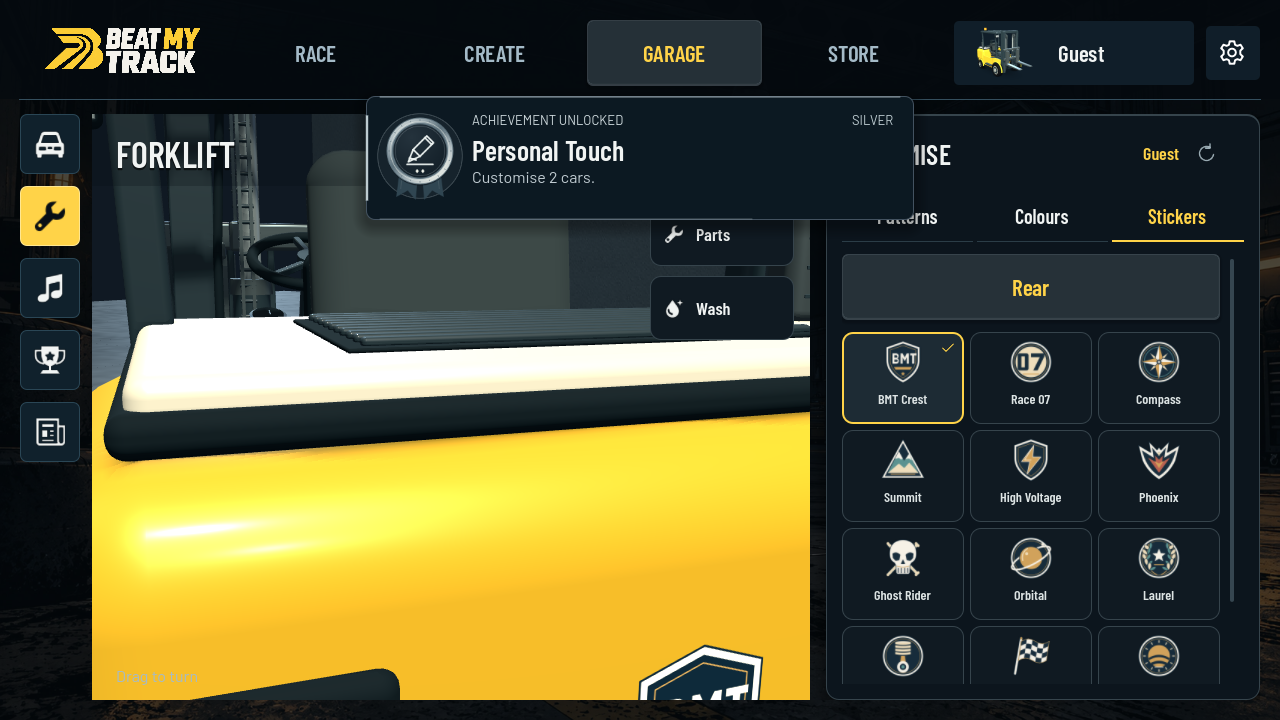 BEAT MY
TRACK
RACE
CREATE
GARAGE
STORE
Guest
ACHIEVEMENT UNLOCKED
SILVER
Personal Touch
Customise 2 cars.
FORKLIFT
Guest
Colours
Stickers
Parts
Wash
Rear
BMT
BMT Crest
07
Race 07
Compass
Summit
High Voltage
Phoenix
Ghost Rider
Orbital
Laurel
Drag to turn
BMT